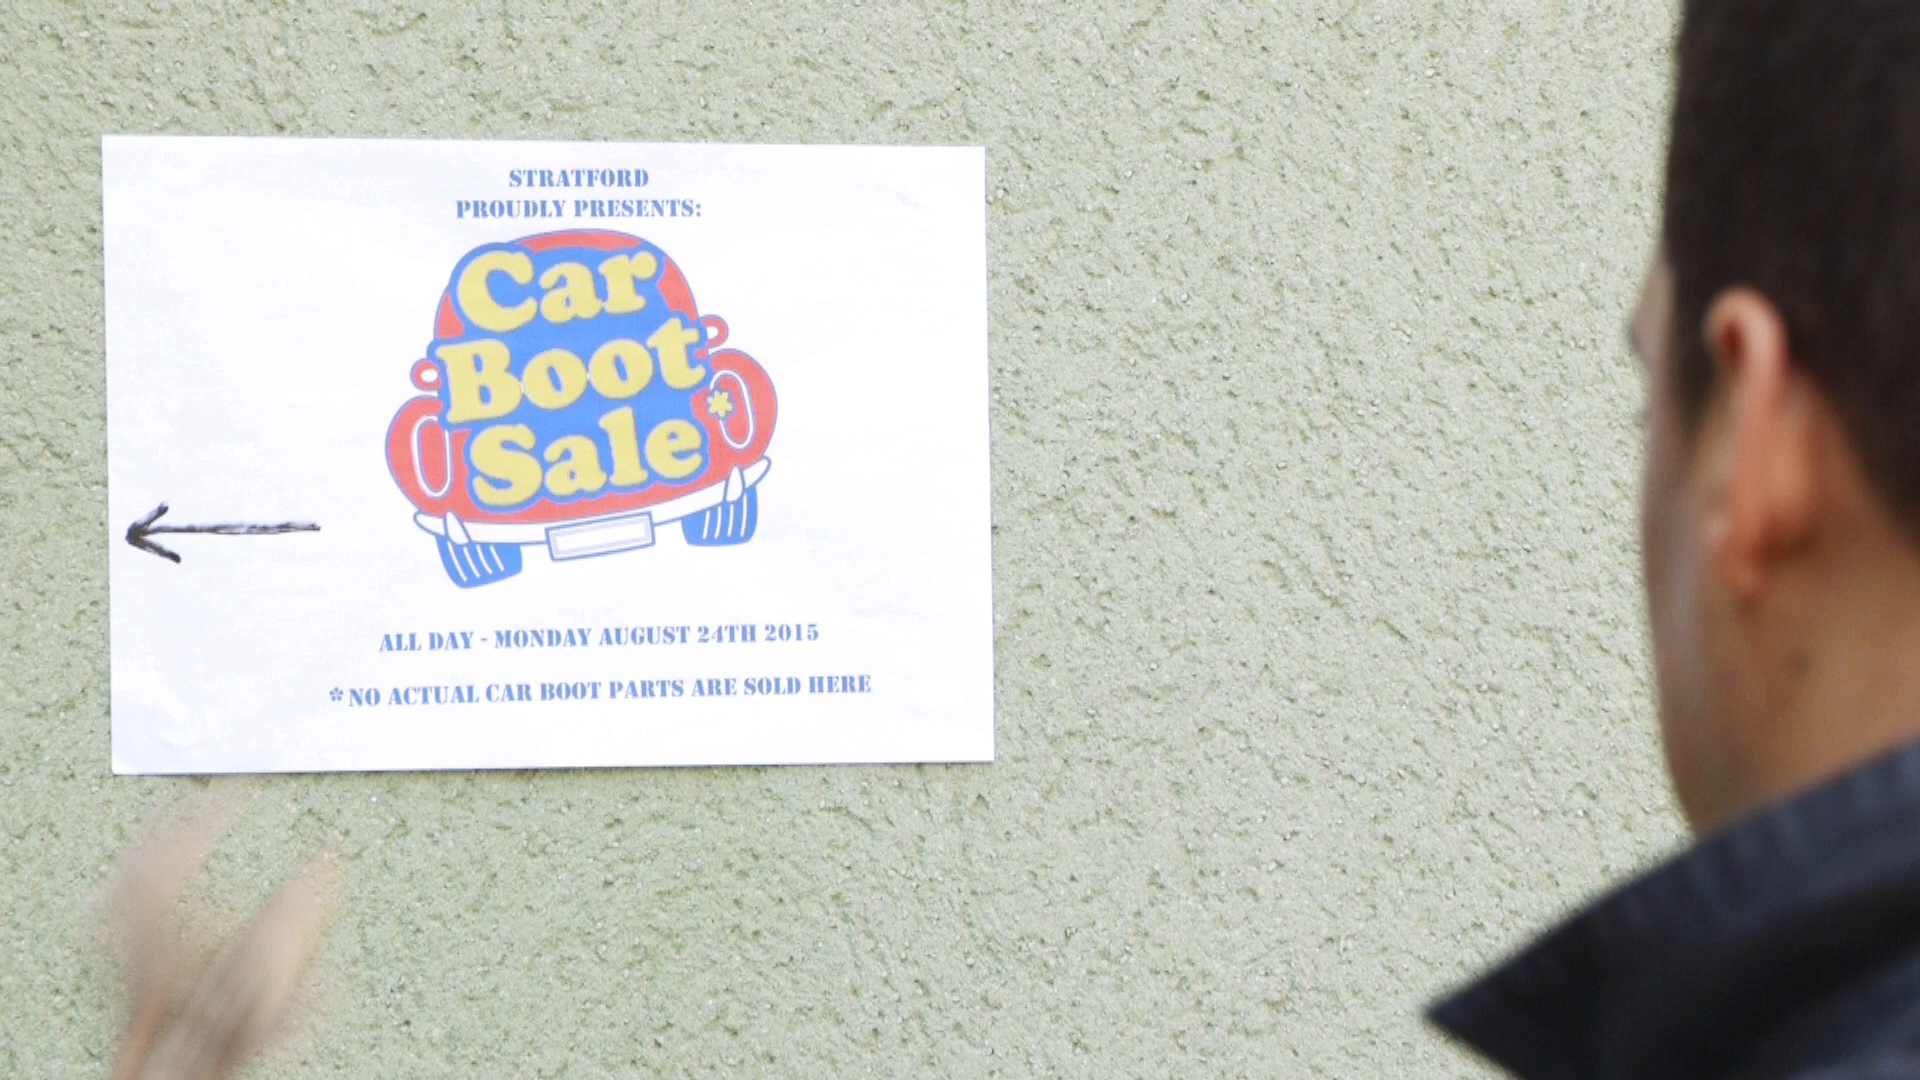 STRATFORD
PROUDLY PRESENTS:
Car
Boot
Sale
*
ALL DAY - MONDAY AUGUST 24TH 2015
*NO ACTUAL CAR BOOT PARTS ARE SOLD HERE